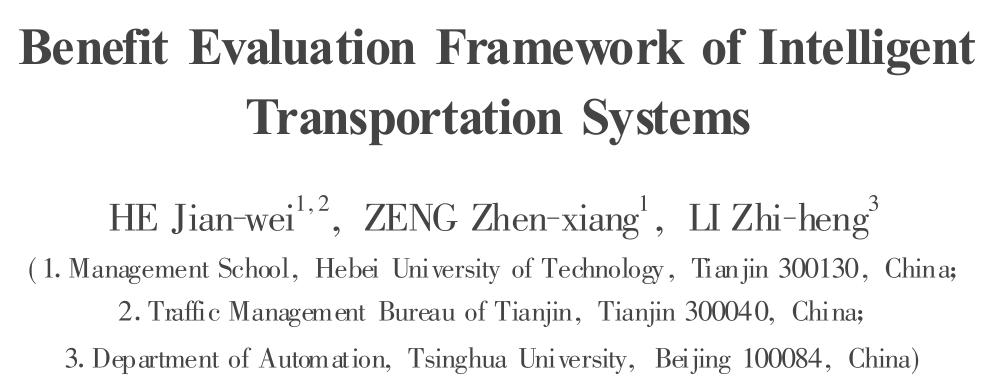 Benefit Evaluation Framework of Intelligent
Transportation Systems
HE Jian-wei1,2, ZENG Zhen-xiang1, LI Zhi-heng3
(1. Management School, Hebei University of Technology, Tianjin 300130, China;
2. Traffic Management Bureau of Tianjin, Tianjin 300040, China;
3. Department of Automation, Tsinghua University, Beijing 100084, China)